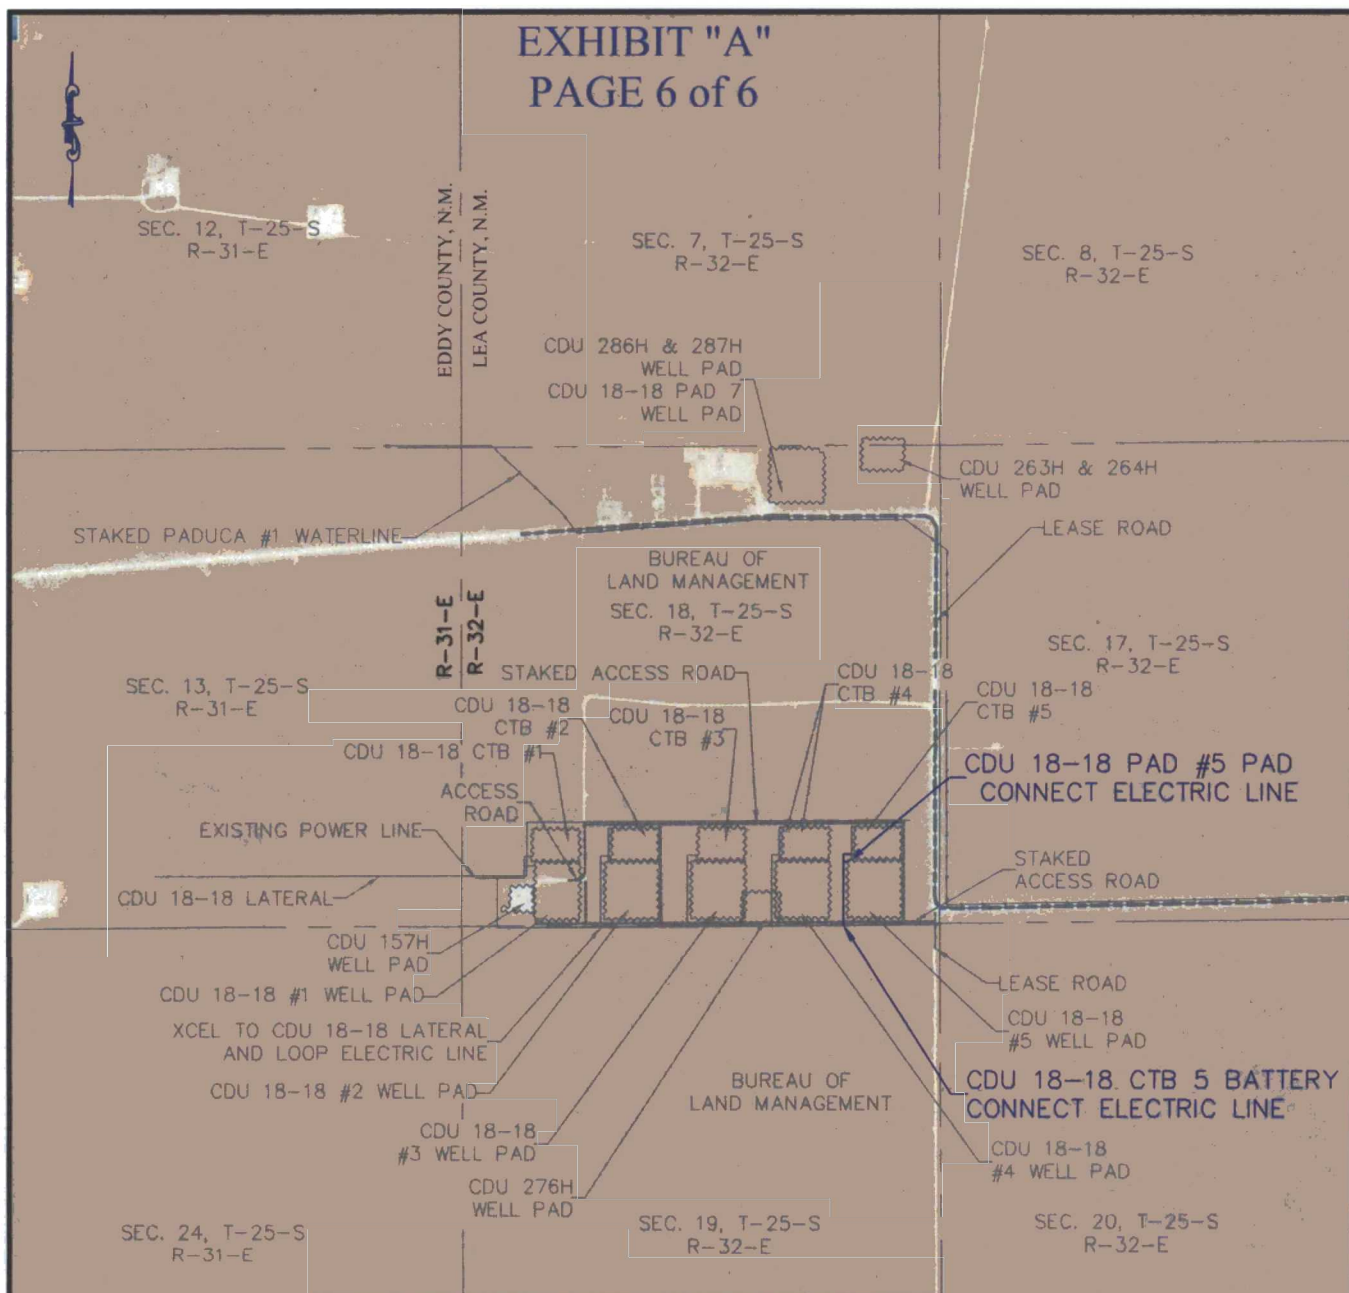 EXHIBIT "A"
PAGE 6 of 6
SEC. 12, T-25-S
R-31-E
EDDY COUNTY, N.M.
LEA COUNTY, N.M.
SEC. 7, T-25-S
R-32-E
SEC. 8, T-25-S
R-32-E
CDU 286H & 287H
WELL PAD
CDU 18-18 PAD 7
WELL PAD
CDU 263H & 264H
WELL PAD
STAKED PADUCA #1 WATERLINE
LEASE ROAD
BUREAU OF
LAND MANAGEMENT
SEC. 18, T-25-S
R-32-E
R-31-E
R-32-E
SEC. 17, T-25-S
R-32-E
SEC. 13, T-25-S
R-31-E
STAKED ACCESS ROAD
CDU 18-18
CTB #4
CDU 18-18
CTB #5
CDU 18-18
CTB #2
CDU 18-18
CTB #3
CDU 18-18 CTB #1
ACCESS
ROAD
CDU 18-18 PAD #5 PAD
CONNECT ELECTRIC LINE
EXISTING POWER LINE
CDU 18-18 LATERAL
STAKED
ACCESS ROAD
CDU 157H
WELL PAD
CDU 18-18 #1 WELL PAD
LEASE ROAD
XCEL TO CDU 18-18 LATERAL
AND LOOP ELECTRIC LINE
CDU 18-18
#5 WELL PAD
CDU 18-18 #2 WELL PAD
BUREAU OF
LAND MANAGEMENT
CDU 18-18. CTB 5 BATTERY
CONNECT ELECTRIC LINE
CDU 18-18
#3 WELL PAD
CDU 18-18
#4 WELL PAD
CDU 276H
WELL PAD
SEC. 24, T-25-S
R-31-E
SEC. 19, T-25-S
R-32-E
SEC. 20, T-25-S
R-32-E